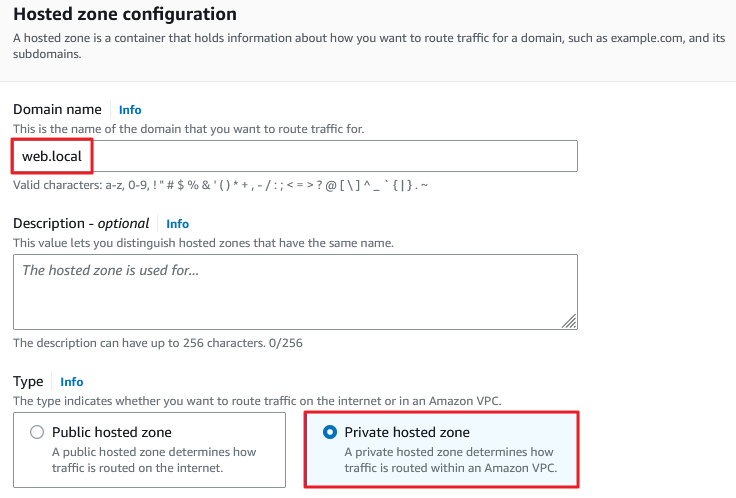 Hosted zone configuration
A hosted zone is a container that holds information about how you want to route traffic for a domain, such as example.com, and its
subdomains.
Domain name Info
This is the name of the domain that you want to route traffic for.
web.local
Valid characters: a-z, 0-9, ! " # $ % & ' ( ) * + , - / : ; < = > ? @ [ \ ] ^ _ ` { | } . ~
Description - optional Info
This value lets you distinguish hosted zones that have the same name.
The hosted zone is used for...
The description can have up to 256 characters. 0/256
Type Info
The type indicates whether you want to route traffic on the internet or in an Amazon VPC.
Public hosted zone
A public hosted zone determines how
traffic is routed on the internet.
Private hosted zone
A private hosted zone determines how
traffic is routed within an Amazon VPC.